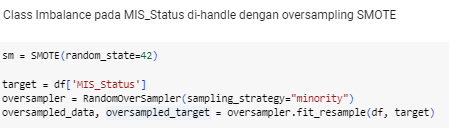 Class Imbalance pada MIS_Status di-handle dengan oversampling SMOTE
sm = SMOTE(random_state=42)
target = df['MIS_Status']
oversampler = RandomOverSampler(sampling_strategy="minority")
oversampled_data, oversampled_target = oversampler.fit_resample(df, target)